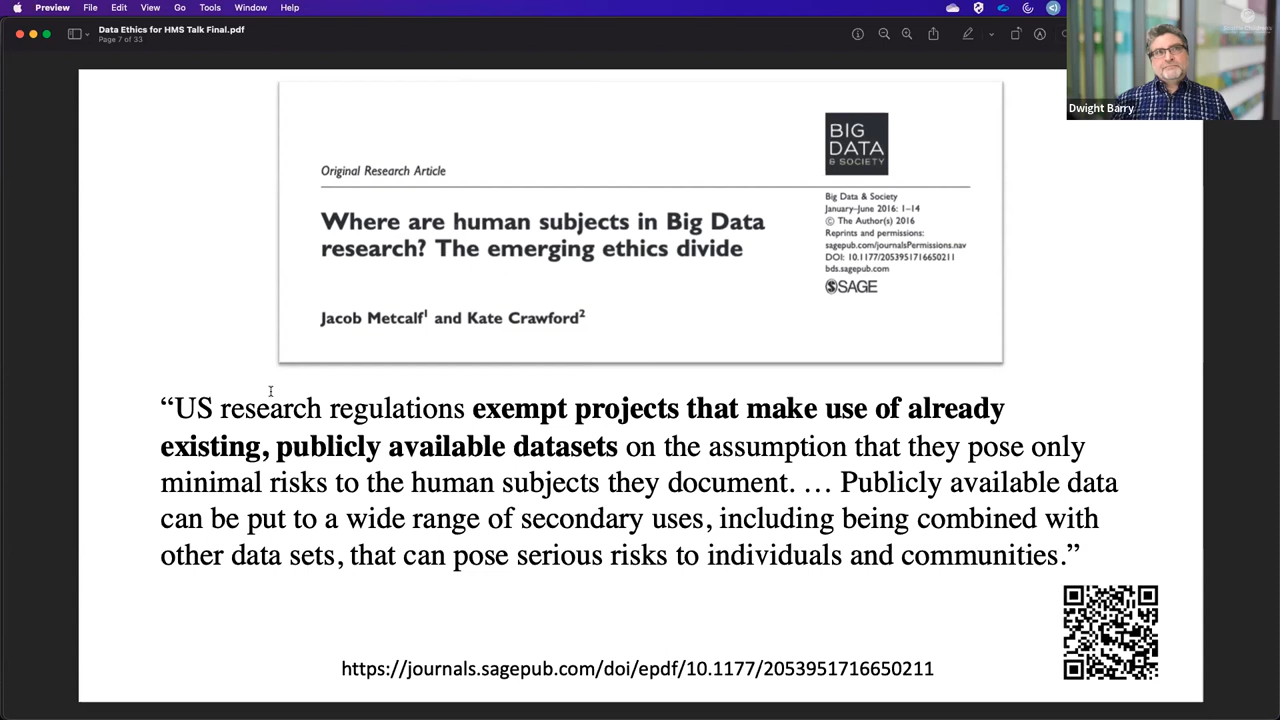 Preview File Edit View Go Tools Window Help
Data Ethics for HMS Talk Final.pdf
Page 7 of 33
Dwight Barry
BIG
DATA
& SOCIETY
Original Research Article
Where are human subjects in Big Data
research? The emerging ethics divide
Jacob Metcalf1 and Kate Crawford2
Big Data & Society
January–June 2016: 1–14
© The Author(s) 2016
Reprints and permissions:
sagepub.com/journalsPermissions.nav
DOI: 10.1177/2053951716650211
bds.sagepub.com
SAGE
“US research regulations exempt projects that make use of already
existing, publicly available datasets on the assumption that they pose only
minimal risks to the human subjects they document. … Publicly available data
can be put to a wide range of secondary uses, including being combined with
other data sets, that can pose serious risks to individuals and communities.”
https://journals.sagepub.com/doi/epdf/10.1177/2053951716650211